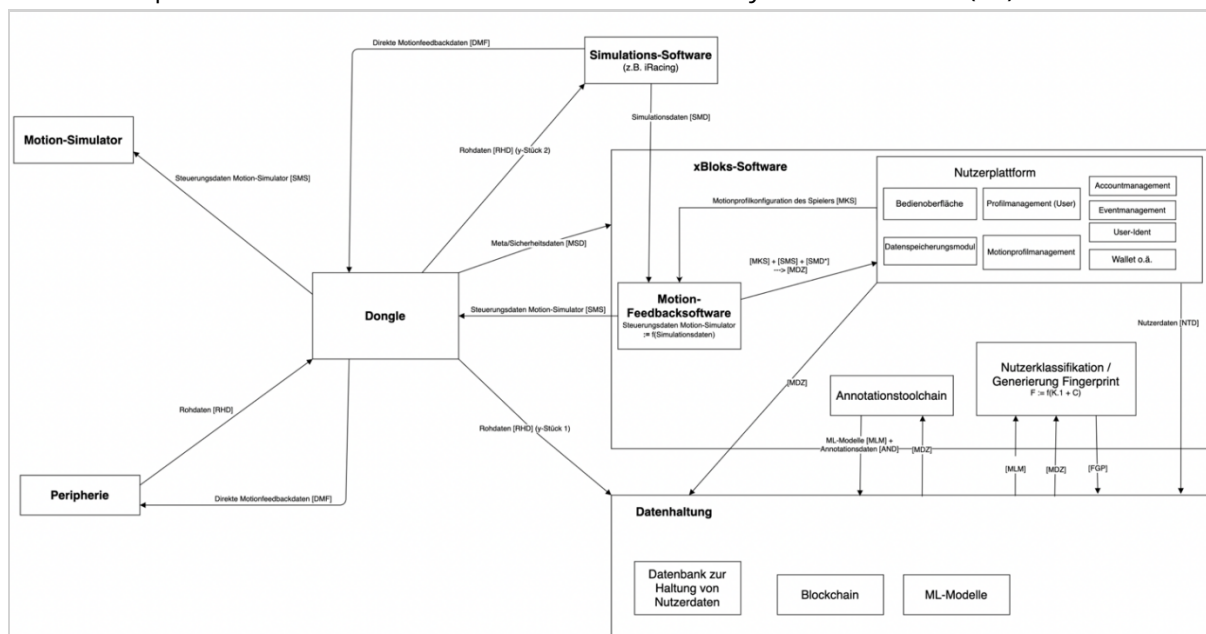 Direkte Motionfeedbackdaten [DMF]
Simulations-Software
(z.B. iRacing)
Simulationsdaten [SMD]
Motion-Simulator
Rohdaten [RHD] (y-Stück 2)
Steuerungsdaten Motion-Simulator [SMS]
xBloks-Software
Nutzerplattform
Accountmanagement
Motionprofilkonfiguration des Spielers [MKS]
Bedienoberfläche
Profilmanagement (User)
Eventmanagement
User-Ident
Meta/Sicherheitsdaten [MSD]
Datenspeicherungsmodul
Motionprofilmanagement
Wallet o.ä.
[MKS] + [SMS] + [SMD*]
---> [MDZ]
Dongle
Steuerungsdaten Motion-Simulator [SMS]
Motion-
Feedbacksoftware
Steuerungsdaten Motion-Simulator
:= f(Simulationsdaten)
Nutzerdaten [NTD]
[MDZ]
Nutzerklassifikation /
Generierung Fingerprint
F := f(K.1 + C)
Annotationstoolchain
Rohdaten [RHD]
Rohdaten [RHD] (y-Stück 1)
ML-Modelle [MLM] +
Annotationsdaten [AND]
[MDZ]
[MLM]
[MDZ]
[FGP]
Peripherie
Direkte Motionfeedbackdaten [DMF]
Datenhaltung
Datenbank zur
Haltung von
Nutzerdaten
Blockchain
ML-Modelle